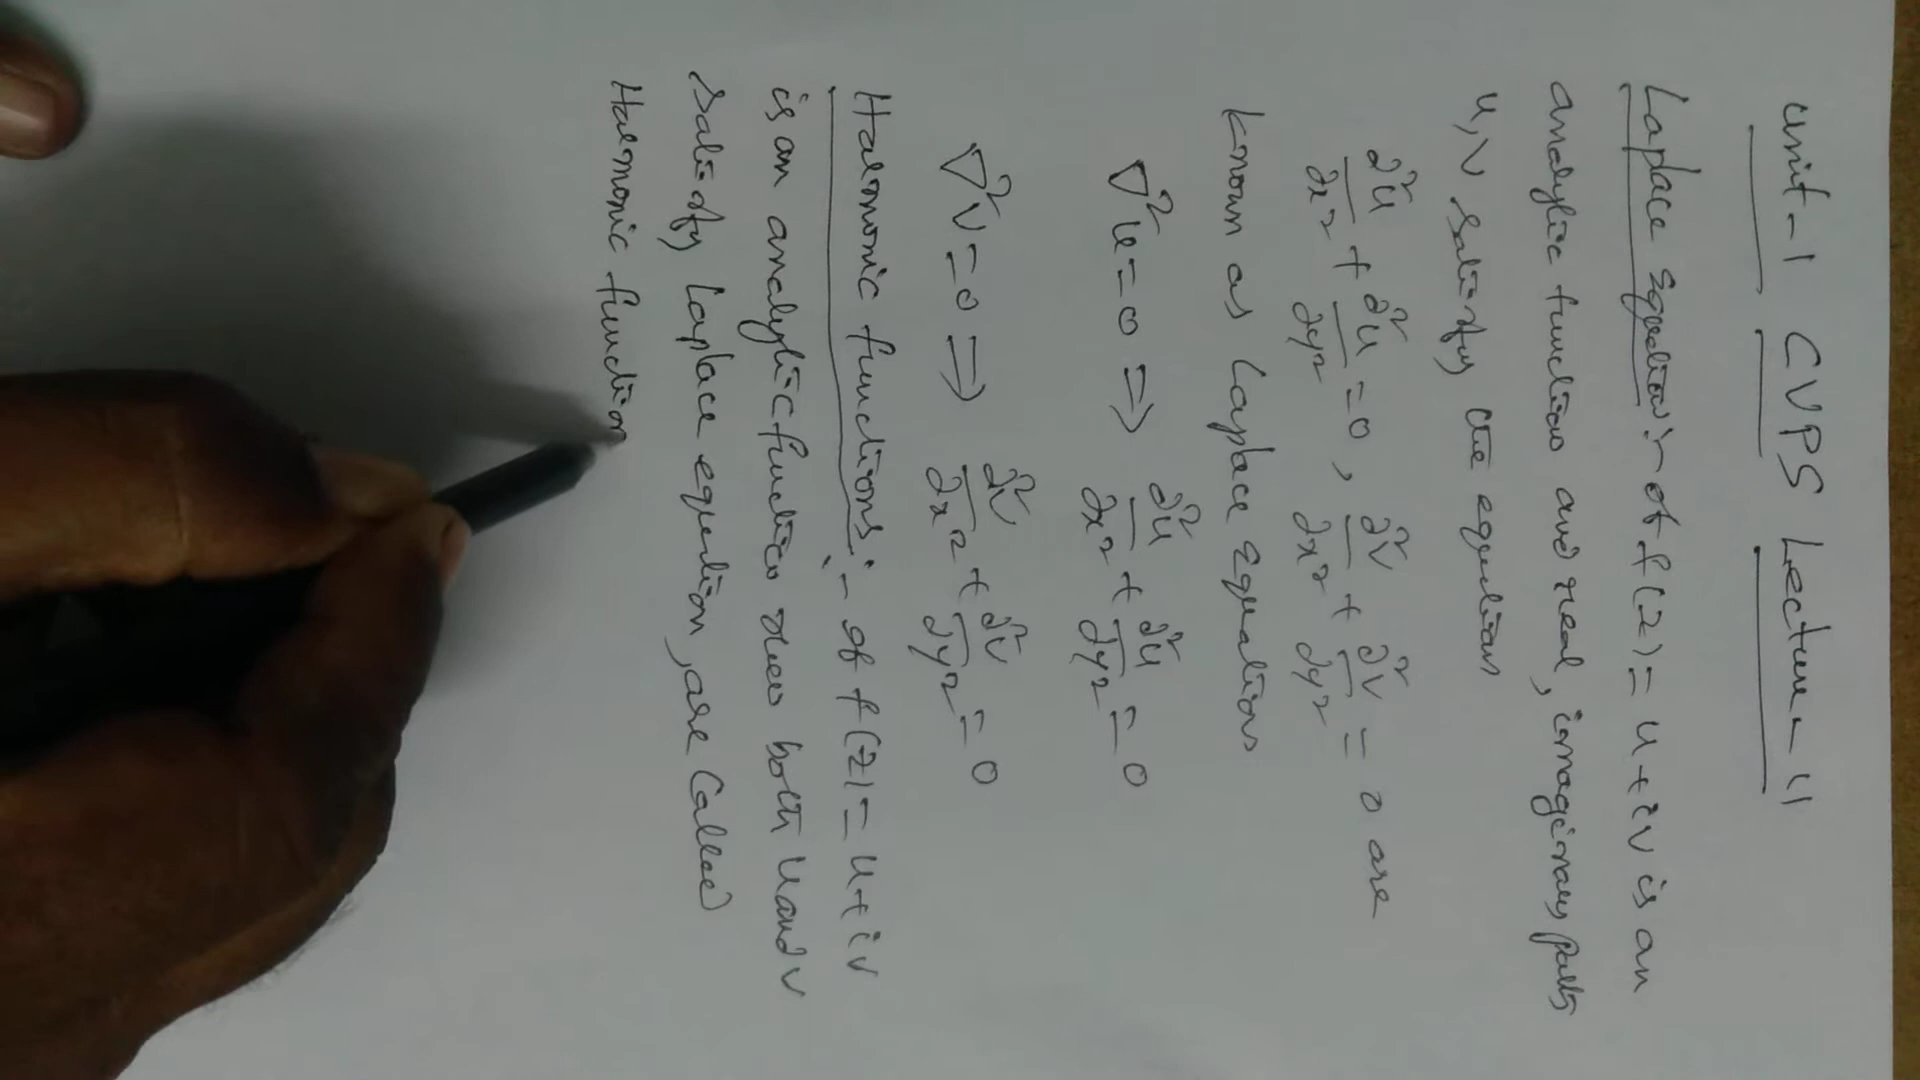 Unit-1 CVPS Lecture-11
Laplace Equation:- If f(z) = u+iv is an
analytic function and real, imaginary parts
u,v satisfy the equations
∂²u/∂x² + ∂²u/∂y² = 0, ∂²v/∂x² + ∂²v/∂y² = 0 are
known as Laplace Equations
∇²u = 0 ⇒ ∂²u/∂x² + ∂²u/∂y² = 0
∇²v = 0 ⇒ ∂²v/∂x² + ∂²v/∂y² = 0
Harmonic functions:- If f(z) = u+iv
is an analytic function then both u and v
satisfy Laplace equation, are called
Harmonic function